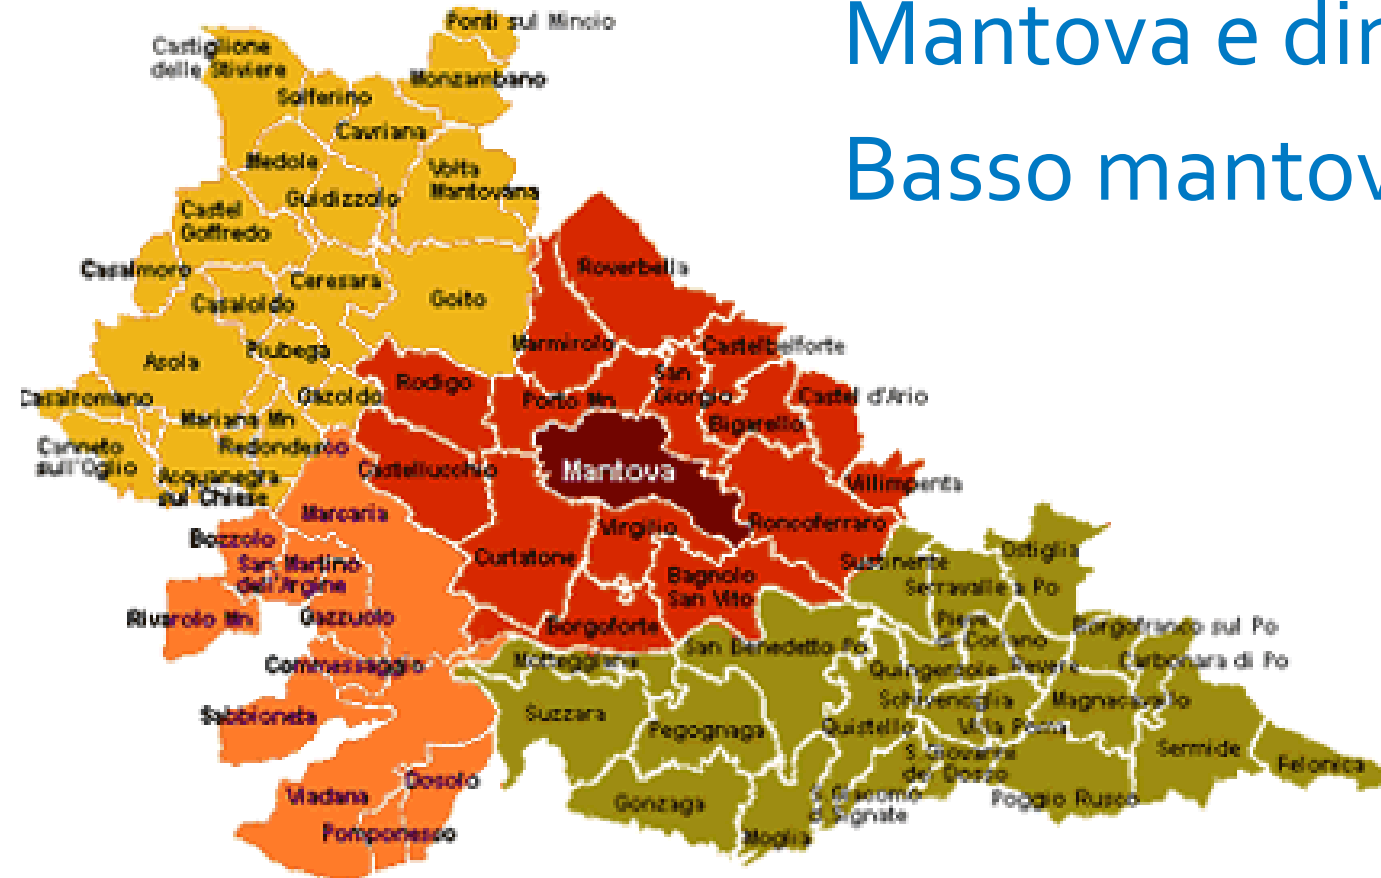 Mantova e dir
Basso mantov
Ponti sul Mincio
Castiglione
delle Stiviere
Monzambano
Solferino
Cavriana
Medole
Volta
Mantovana
Guidizzolo
Castel
Goffredo
Casalmoro
Ceresara
Casaloldo
Goito
Roverbella
Marmirolo
Castelbelforte
Piubega
Asola
San
Giorgio
Rodigo
Gazoldo
Porto Mn
Castel d'Ario
Casalromano
Mariana Mn
Bigarello
Canneto
sull'Oglio
Redondesco
Castellucchio
Mantova
Acquanegra
sul Chiese
Villimpenta
Marcaria
Virgilio
Roncoferraro
Bozzolo
San Martino
dell'Argine
Curtatone
Ostiglia
Sustinente
Bagnolo
San Vito
Serravalle a Po
Rivarolo Mn
Gazzuolo
Borgoforte
Pieve
di Coriano
Borgofranco sul Po
San Benedetto Po
Commessaggio
Motteggiana
Quingentole
Revere
Carbonara di Po
Schivenoglia
Magnacavallo
Sabbioneta
Suzzara
Pegognaga
Quistello
Villa Poma
Sermide
S.Giovanni
del Dosso
Felonica
Dosolo
Viadana
Gonzaga
S.Giacomo
d.Signate
Poggio Rusco
Pomponesco
Moglia